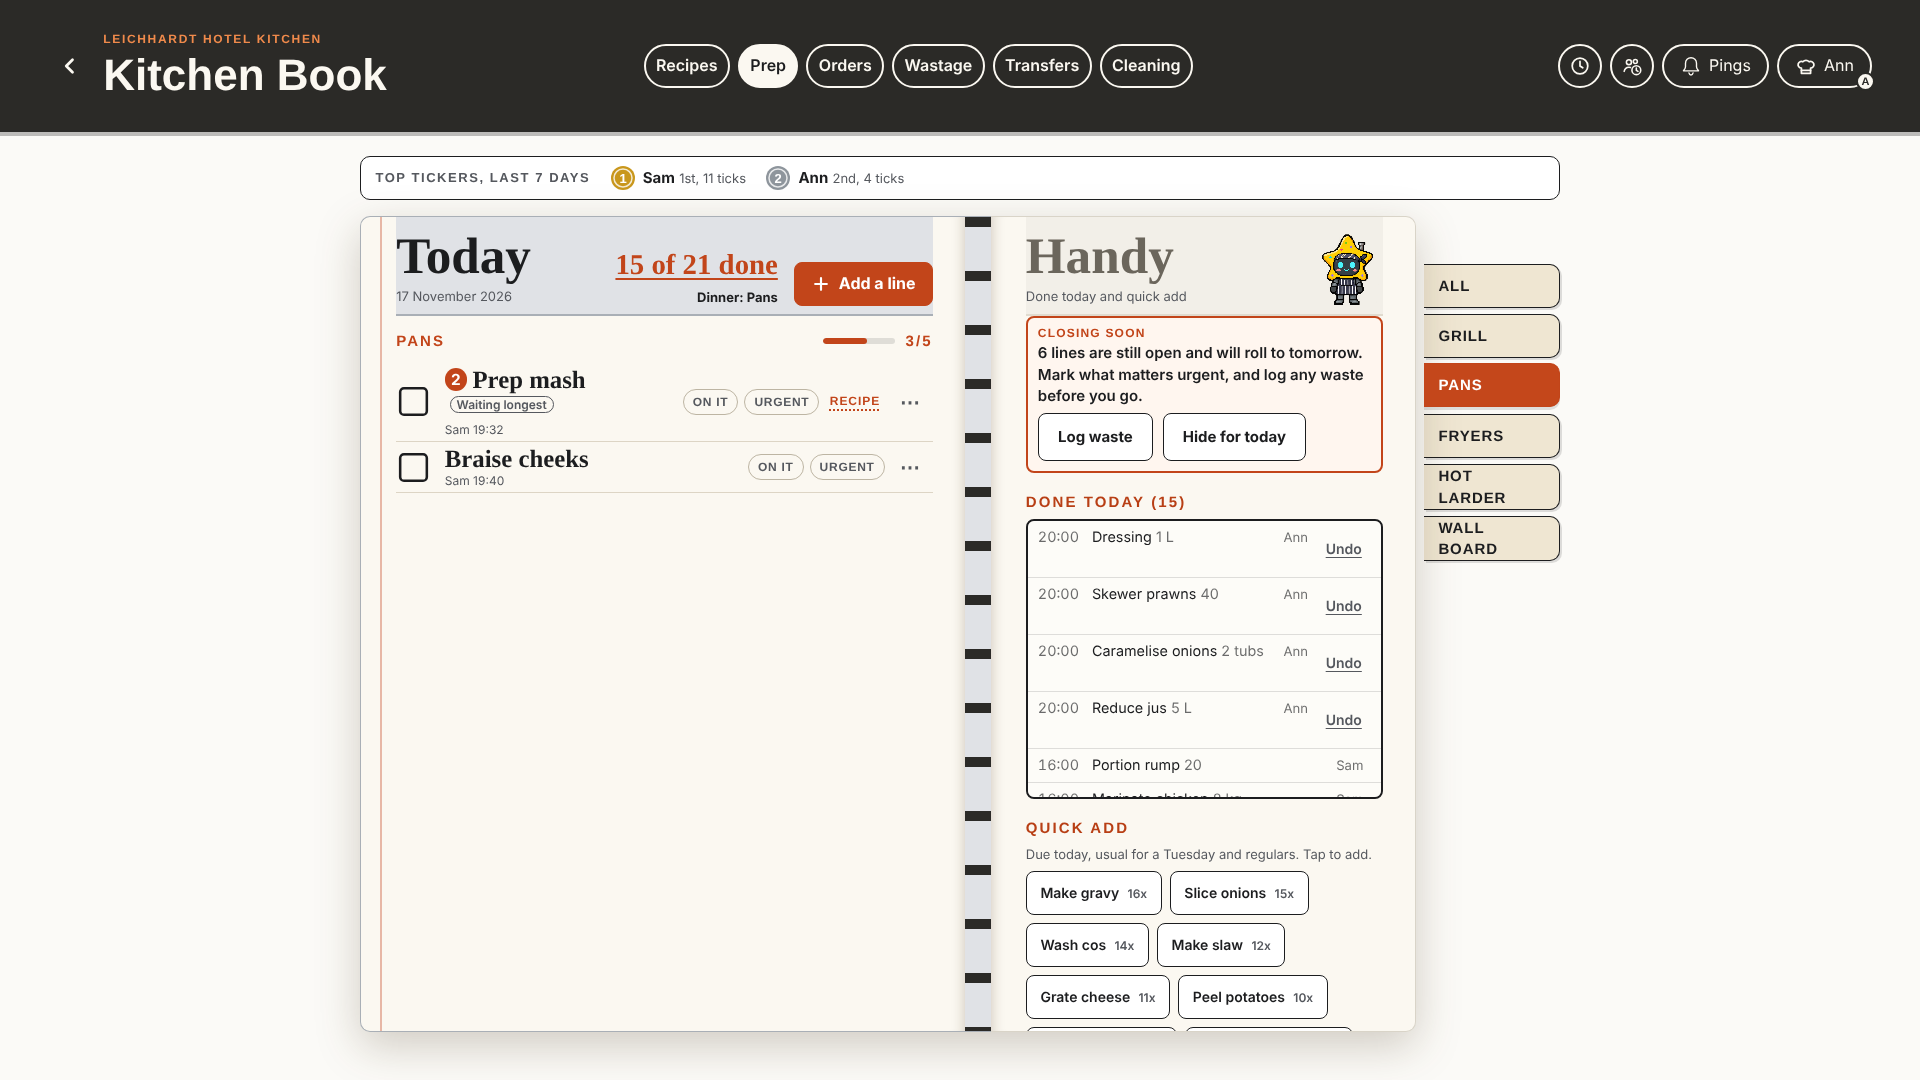 LEICHHARDT HOTEL KITCHEN
Kitchen Book
Recipes
Prep
Orders
Wastage
Transfers
Cleaning
Pings
Ann
A
TOP TICKERS, LAST 7 DAYS
1 Sam 1st, 11 ticks
2 Ann 2nd, 4 ticks
Today
17 November 2026
15 of 21 done
Dinner: Pans
+ Add a line
PANS
3/5
2 Prep mash
Waiting longest
Sam 19:32
ON IT
URGENT
RECIPE
...
Braise cheeks
Sam 19:40
ON IT
URGENT
...
Handy
Done today and quick add
CLOSING SOON
6 lines are still open and will roll to tomorrow.
Mark what matters urgent, and log any waste
before you go.
Log waste
Hide for today
DONE TODAY (15)
20:00 Dressing 1 L Ann Undo
20:00 Skewer prawns 40 Ann Undo
20:00 Caramelise onions 2 tubs Ann Undo
20:00 Reduce jus 5 L Ann Undo
16:00 Portion rump 20 Sam
QUICK ADD
Due today, usual for a Tuesday and regulars. Tap to add.
Make gravy 16x
Slice onions 15x
Wash cos 14x
Make slaw 12x
Grate cheese 11x
Peel potatoes 10x
ALL
GRILL
PANS
FRYERS
HOT
LARDER
WALL
BOARD